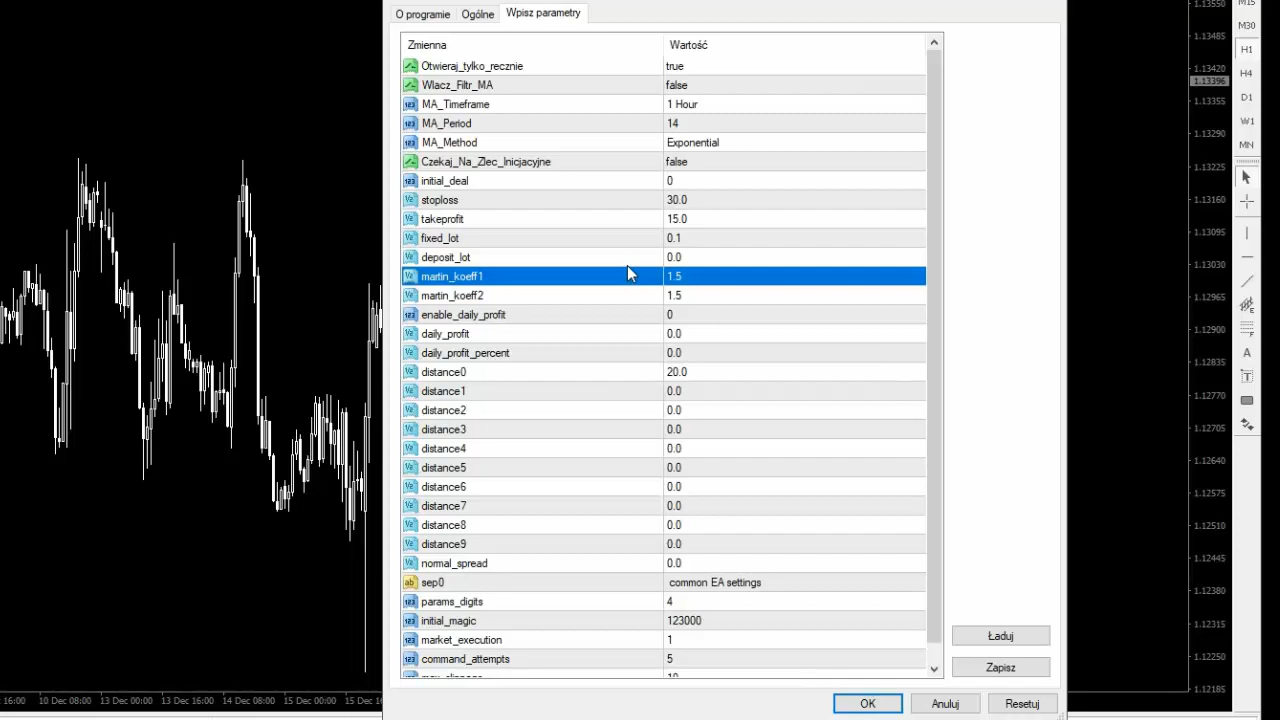 O programie Ogólne Wpisz parametry
Zmienna Wartość
Otwieraj_tylko_recznie true
Wlacz_Filtr_MA false
MA_Timeframe 1 Hour
MA_Period 14
MA_Method Exponential
Czekaj_Na_Zlec_Inicjacyjne false
initial_deal 0
stoploss 30.0
takeprofit 15.0
fixed_lot 0.1
deposit_lot 0.0
martin_koeff1 1.5
martin_koeff2 1.5
enable_daily_profit 0
daily_profit 0.0
daily_profit_percent 0.0
distance0 20.0
distance1 0.0
distance2 0.0
distance3 0.0
distance4 0.0
distance5 0.0
distance6 0.0
distance7 0.0
distance8 0.0
distance9 0.0
normal_spread 0.0
sep0 common EA settings
params_digits 4
initial_magic 123000
market_execution 1
command_attempts 5
Ładuj
Zapisz
OK Anuluj Resetuj
1.13550
1.13485
1.13420
1.13396
1.13355
1.13290
1.13225
1.13160
1.13095
1.13030
1.12965
1.12900
1.12835
1.12770
1.12705
1.12640
1.12575
1.12510
1.12445
1.12380
1.12315
1.12250
1.12185
M15
M30
H1
H4
D1
W1
MN
16:00 10 Dec 08:00 13 Dec 00:00 13 Dec 16:00 14 Dec 08:00 15 Dec 00:00 15 Dec